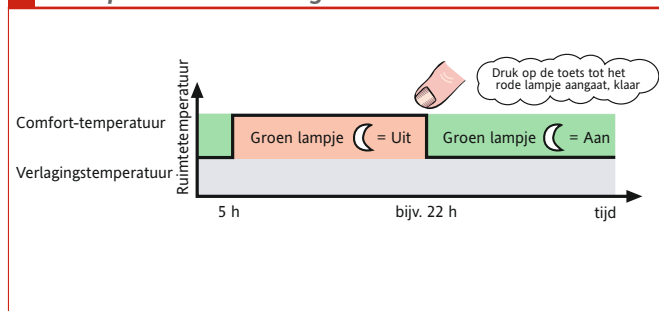 Druk op de toets tot het
rode lampje aangaat, klaar
Ruimtetemperatuur
Comfort-temperatuur
Groen lampje = Uit
Groen lampje = Aan
Verlagingstemperatuur
5 h
bijv. 22 h
tijd